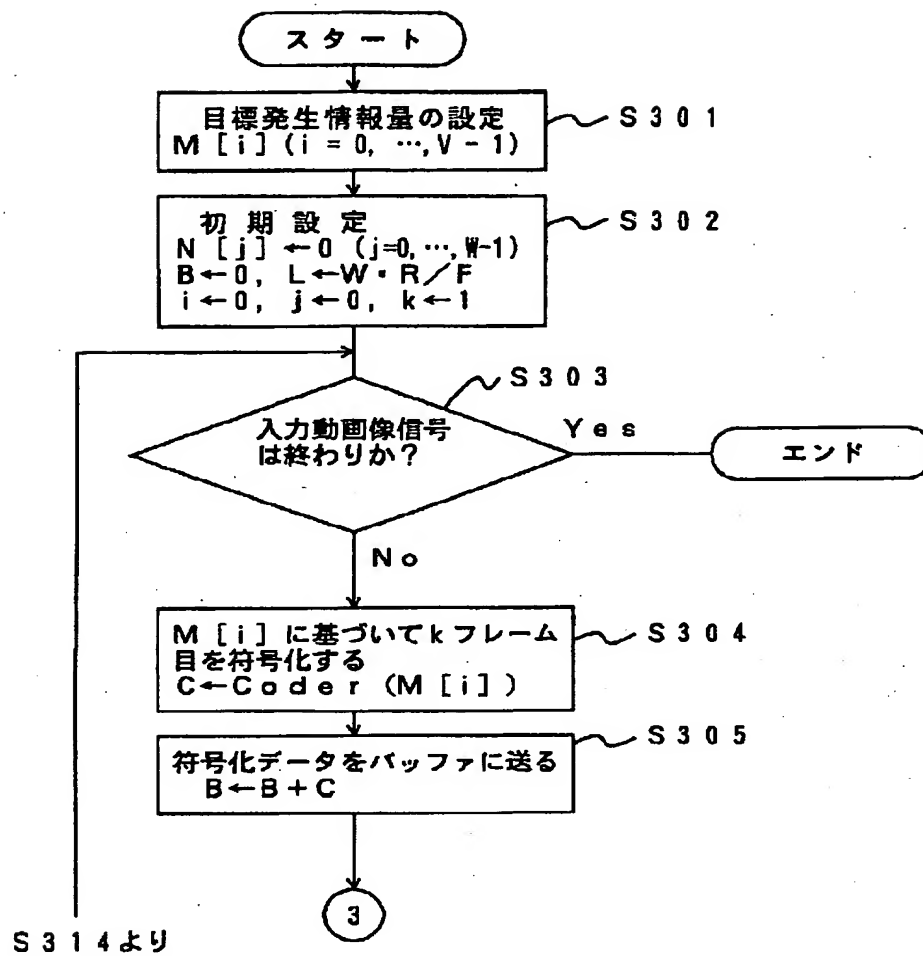 スタート
目標発生情報量の設定
M[i](i=0, …,V-1)
S301
初期設定
N[j]←0 (j=0,…,W-1)
B←0, L←W・R/F
i←0, j←0, k←1
S302
S303
入力動画像信号
は終わりか?
Yes
エンド
No
M[i]に基づいてkフレーム
目を符号化する
C←Coder(M[i])
S304
S305
符号化データをバッファに送る
B←B+C
3
S314より